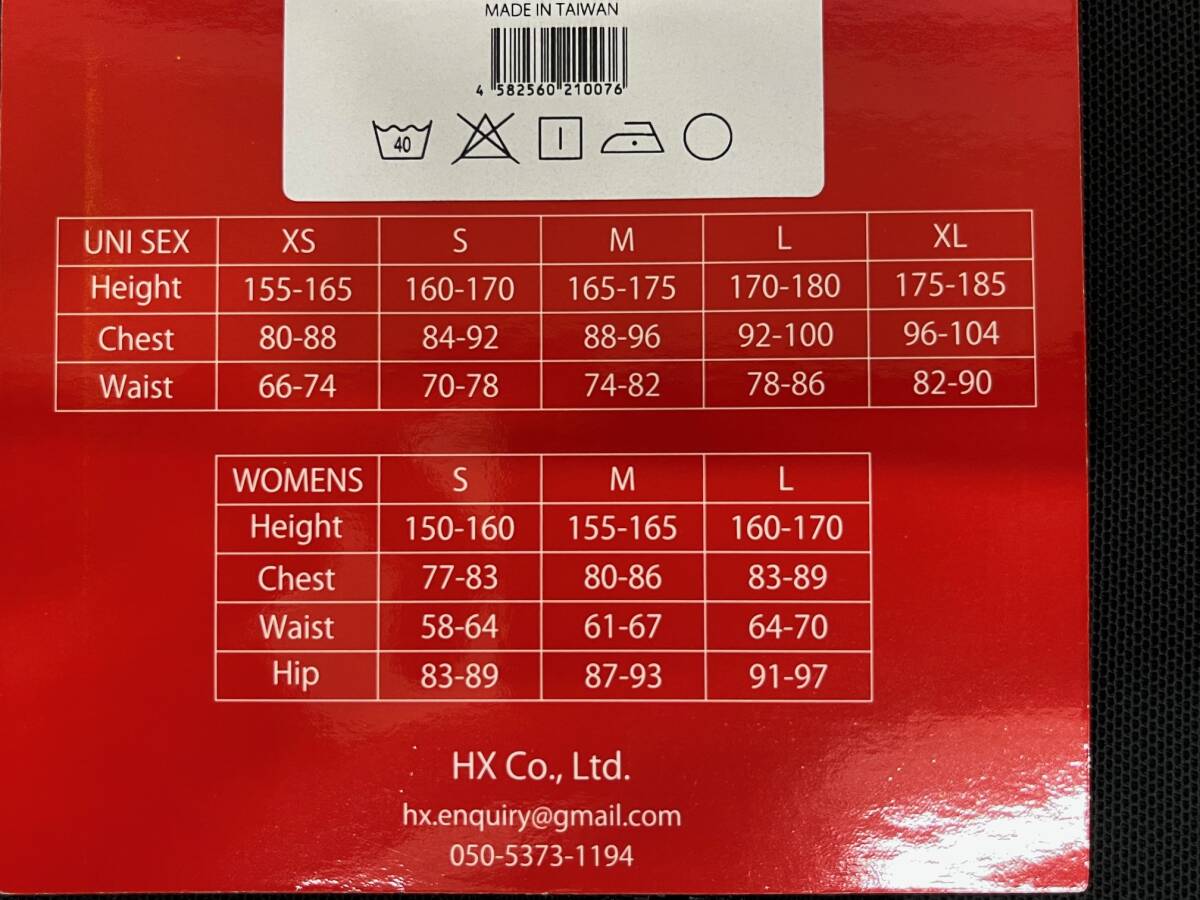 MADE IN TAIWAN
4 582560 210076
40
UNI SEX XS S M L XL
Height 155-165 160-170 165-175 170-180 175-185
Chest 80-88 84-92 88-96 92-100 96-104
Waist 66-74 70-78 74-82 78-86 82-90
WOMENS S M L
Height 150-160 155-165 160-170
Chest 77-83 80-86 83-89
Waist 58-64 61-67 64-70
Hip 83-89 87-93 91-97
HX Co., Ltd.
hx.enquiry@gmail.com
050-5373-1194